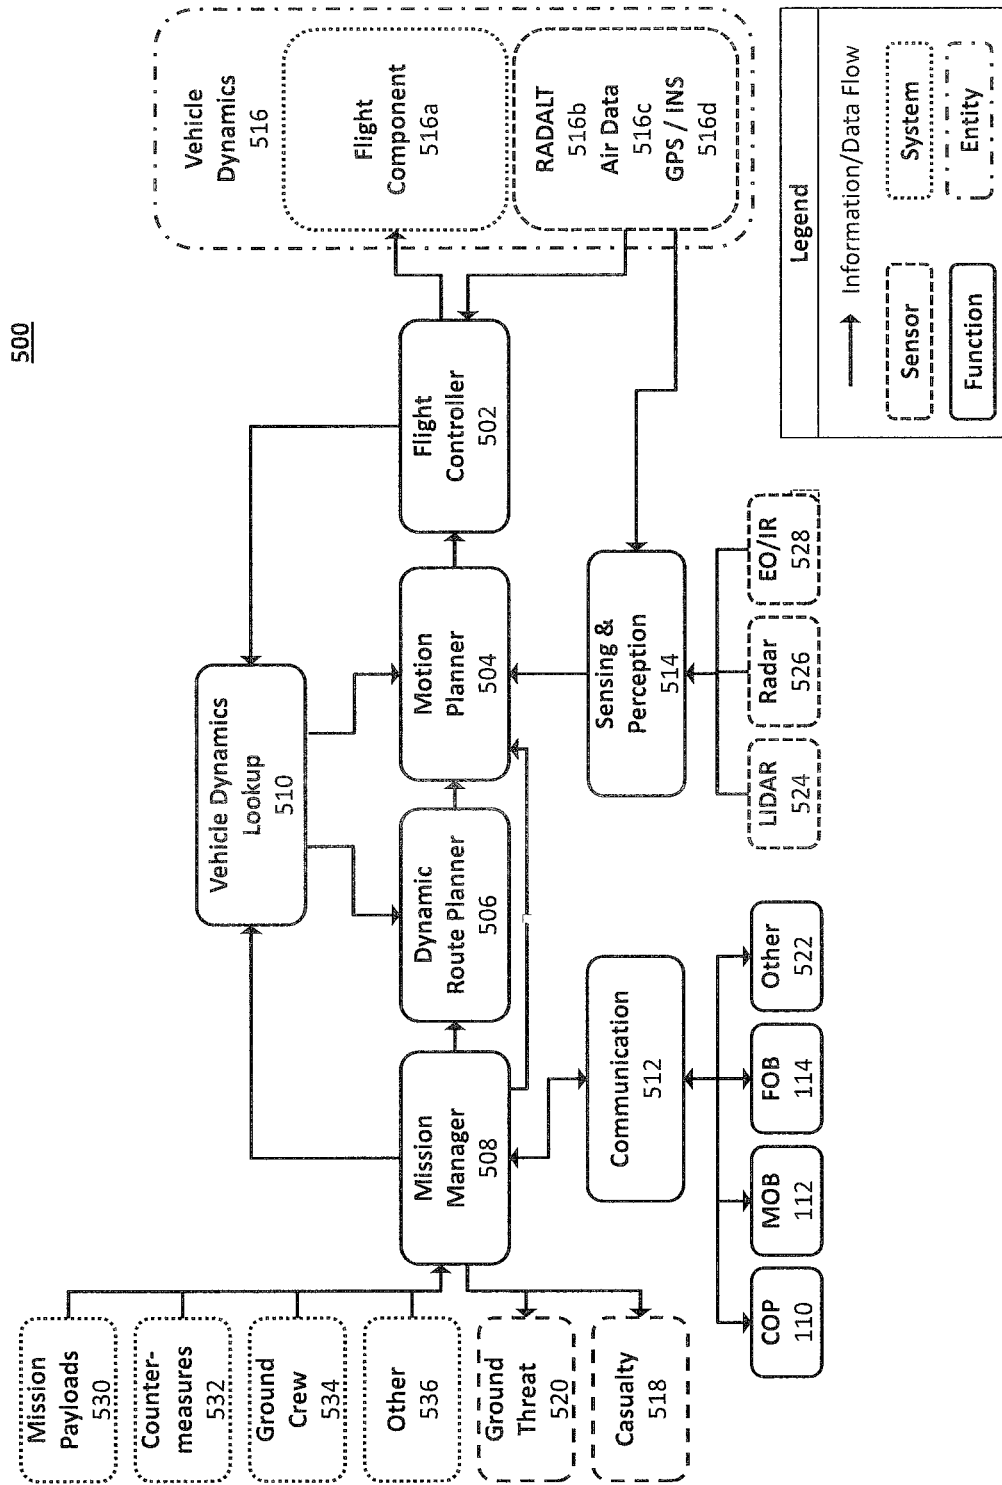 500
Mission
Payloads
530
Counter-
measures
532
Ground
Crew
534
Other
536
Ground
Threat
520
Casualty
518
Mission
Manager
508
Vehicle Dynamics
Lookup
510
Dynamic
Route Planner
506
Motion
Planner
504
Flight
Controller
502
Vehicle
Dynamics
516
Flight
Component
516a
RADALT
516b
Air Data
516c
GPS / INS
516d
Communication
512
Sensing &
Perception
514
COP
110
MOB
112
FOB
114
Other
522
LIDAR
524
Radar
526
EO/IR
528
Legend
Information/Data Flow
Sensor
System
Function
Entity